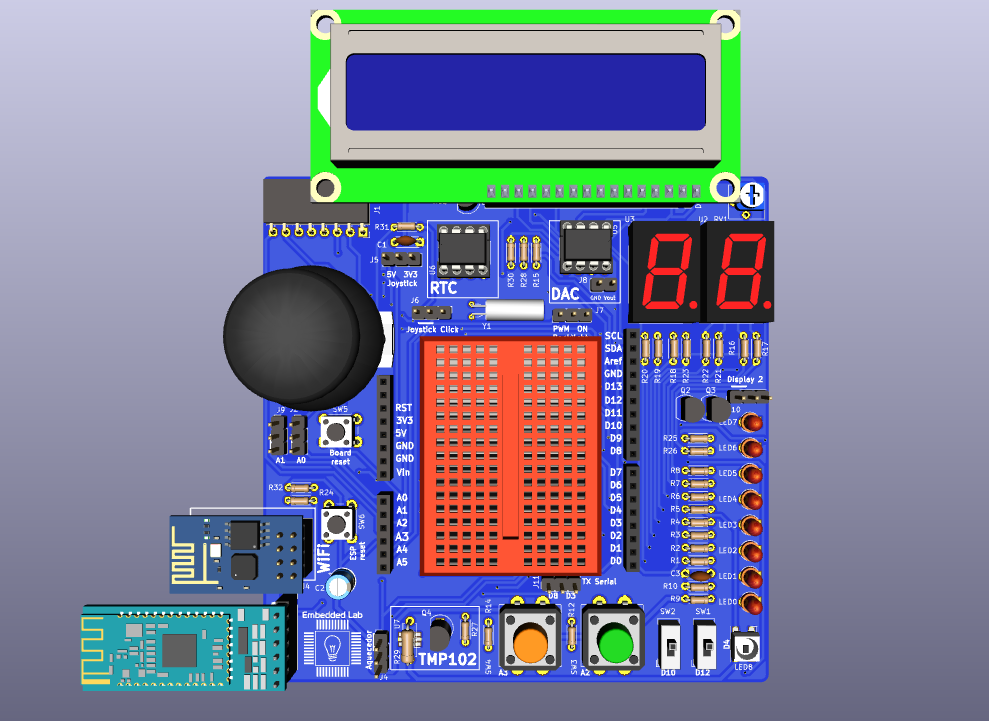 J1
R31
C1
J5
5V 3V3
Joystick
U6
RTC
R30
R28
R15
U5
DAC
J8
GND Vout
U3
U2
RV1
J6
Joystick Click
Y1
J7
PWM ON
SCL
SDA
Aref
GND
D13
D12
D11
D10
D9
D8
D7
D6
D5
D4
D3
D2
D1
D0
R20
R19
R18
R23
R22
R21
R16
R17
Display 2
Q2
Q3
LED7
LED6
LED5
LED4
LED3
LED2
LED1
LED0
R25
R26
R8
R7
R6
R5
R4
R3
R2
R1
C3
R10
R9
RST
3V3
5V
GND
GND
Vin
A0
A1
A2
A3
A4
A5
J9
A1
A0
SW5
Board
reset
R32
R24
SW6
ESP
reset
WiFi
C2
Embedded Lab
J11
TX Serial
D8 D3
Aquecedor
J4
R29
Q4
R27
TMP102
R14
SW4
A3
R12
SW3
A2
SW2
D10
SW1
D12
D4
LED8